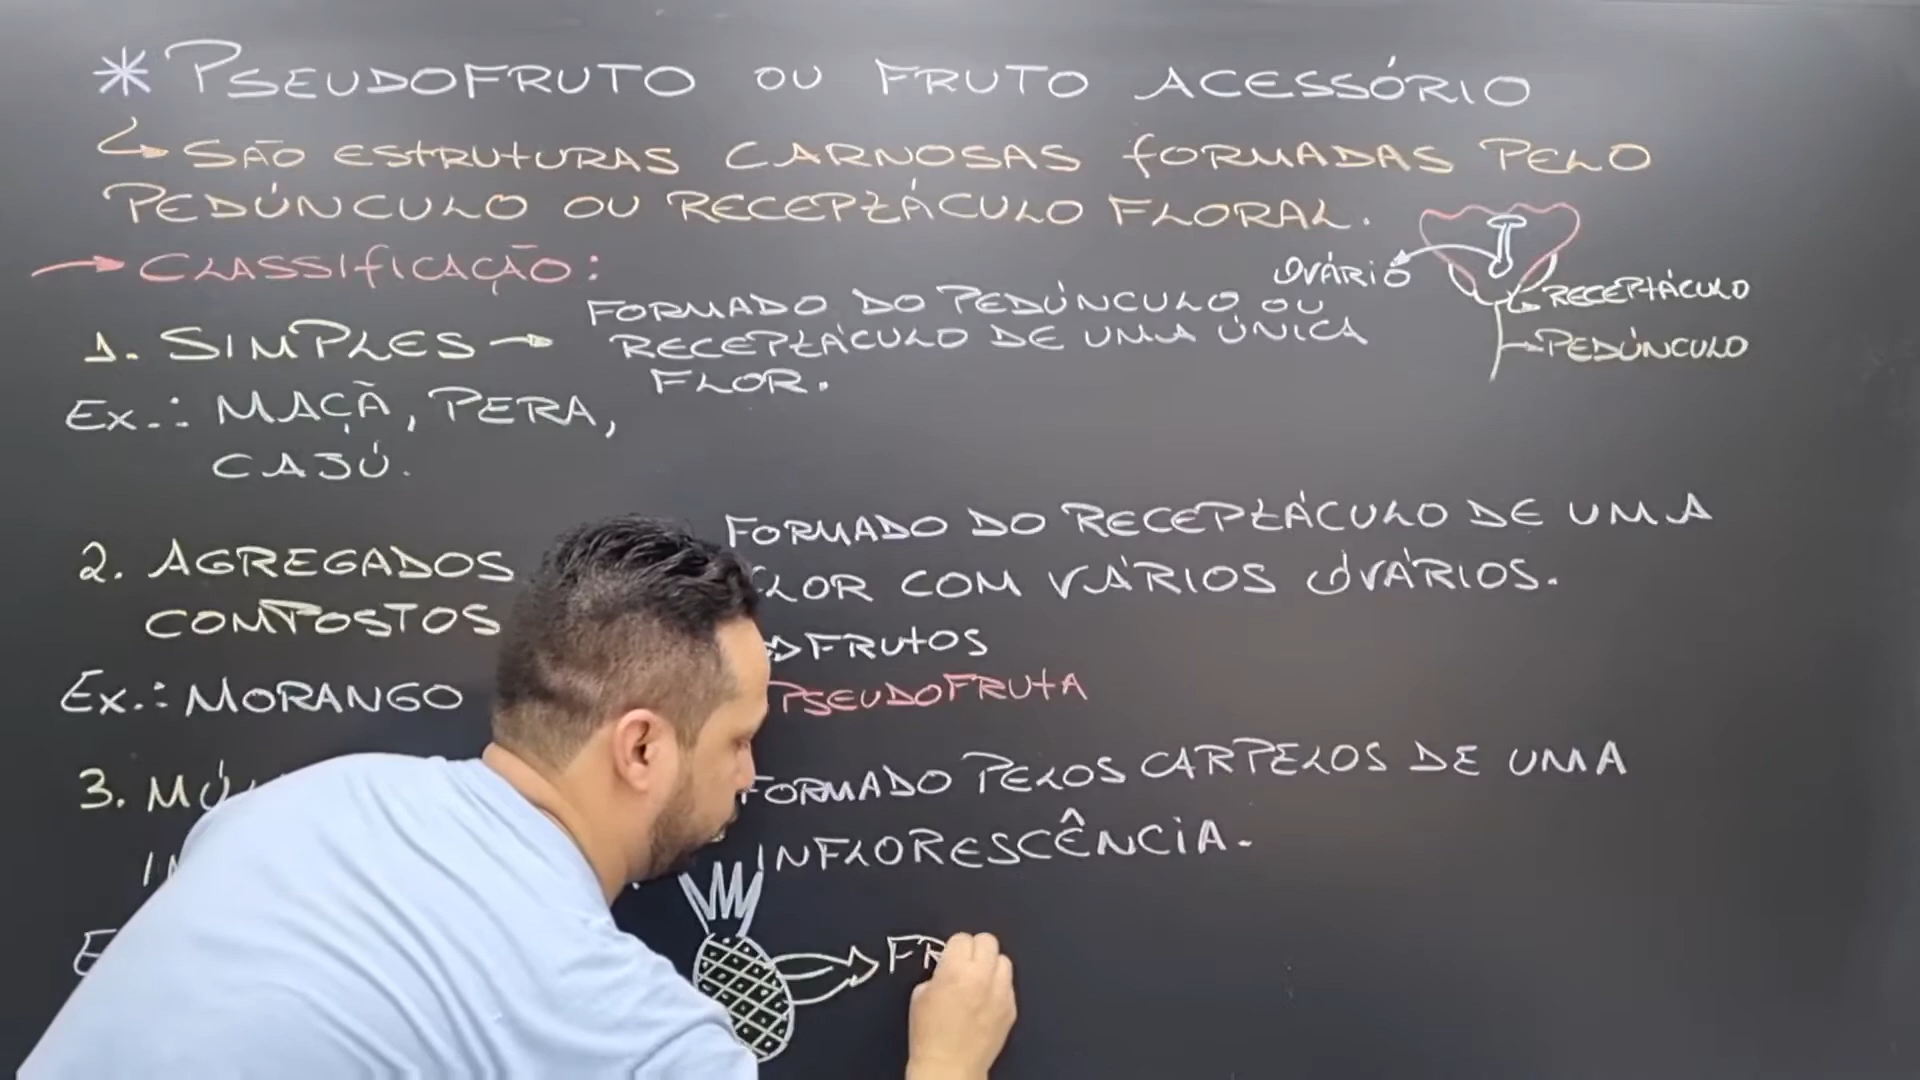 * PSEUDOFRUTO OU FRUTO ACESSÓRIO
SÃO ESTRUTURAS CARNOSAS FORMADAS PELO
PEDÚNCULO OU RECEPTÁCULO FLORAL.
→ CLASSIFICAÇÃO:
OVÁRIO
RECEPTÁCULO
PEDÚNCULO
1. SIMPLES → FORMADO DO PEDÚNCULO OU
RECEPTÁCULO DE UMA ÚNICA
FLOR.
Ex.: MAÇÃ, PERA,
CAJÚ.
2. AGREGADOS
COMPOSTOS
FORMADO DO RECEPTÁCULO DE UMA
FLOR COM VÁRIOS OVÁRIOS.
Ex.: MORANGO
→ FRUTOS
PSEUDOFRUTA
3.
FORMADO PELOS CARPELOS DE UMA
INFLORESCÊNCIA.